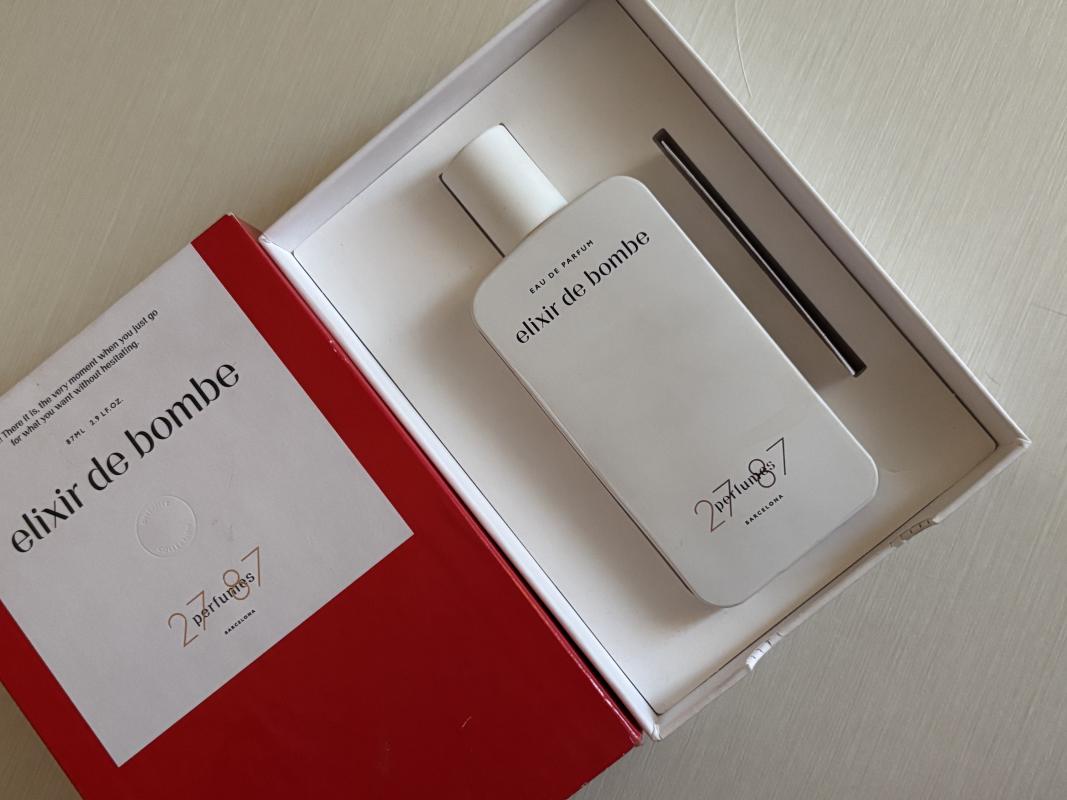 There it is, the very moment when you just go
for what you want without hesitating.
87ML 2.9 LF.OZ.
elixir de bombe
27 87
perfumes
BARCELONA
EAU DE PARFUM
elixir de bombe
27 87
perfumes
BARCELONA